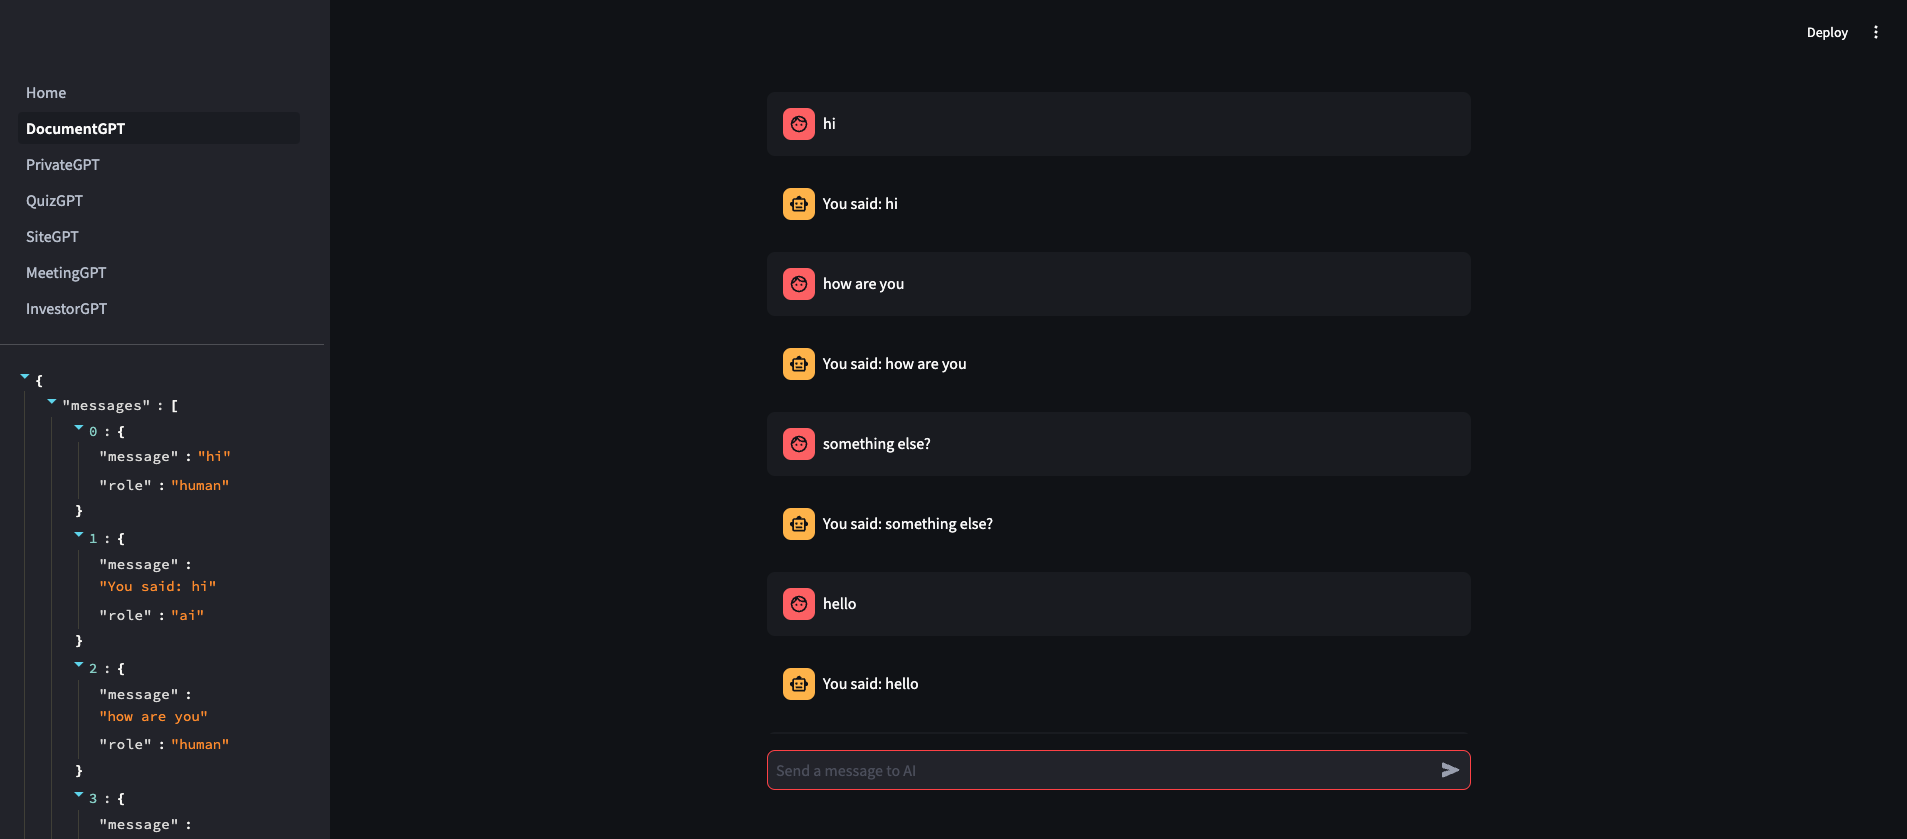 Deploy
Home
DocumentGPT
PrivateGPT
QuizGPT
SiteGPT
MeetingGPT
InvestorGPT
{
"messages" : [
0 : {
"message" : "hi"
"role" : "human"
}
1 : {
"message" :
"You said: hi"
"role" : "ai"
}
2 : {
"message" :
"how are you"
"role" : "human"
}
3 : {
"message" :
hi
You said: hi
how are you
You said: how are you
something else?
You said: something else?
hello
You said: hello
Send a message to AI